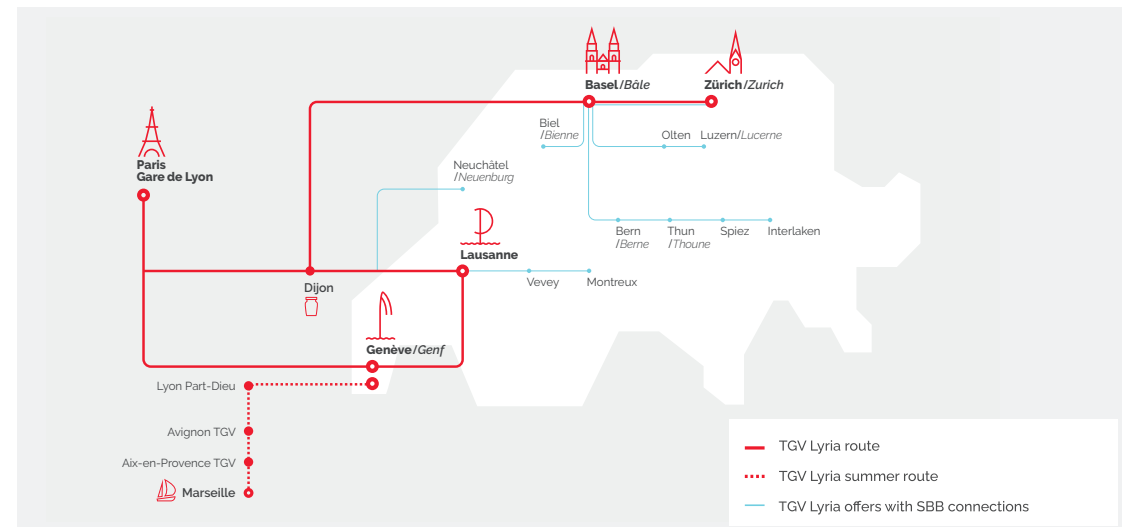 Basel/Bâle
Zürich/Zurich
Biel
/Bienne
Olten
Luzern/Lucerne
Paris
Gare de Lyon
Neuchâtel
/Neuenburg
Bern
/Berne
Thun
/Thoune
Spiez
Interlaken
Lausanne
Dijon
Vevey
Montreux
Genève/Genf
Lyon Part-Dieu
Avignon TGV
Aix-en-Provence TGV
Marseille
TGV Lyria route
TGV Lyria summer route
TGV Lyria offers with SBB connections